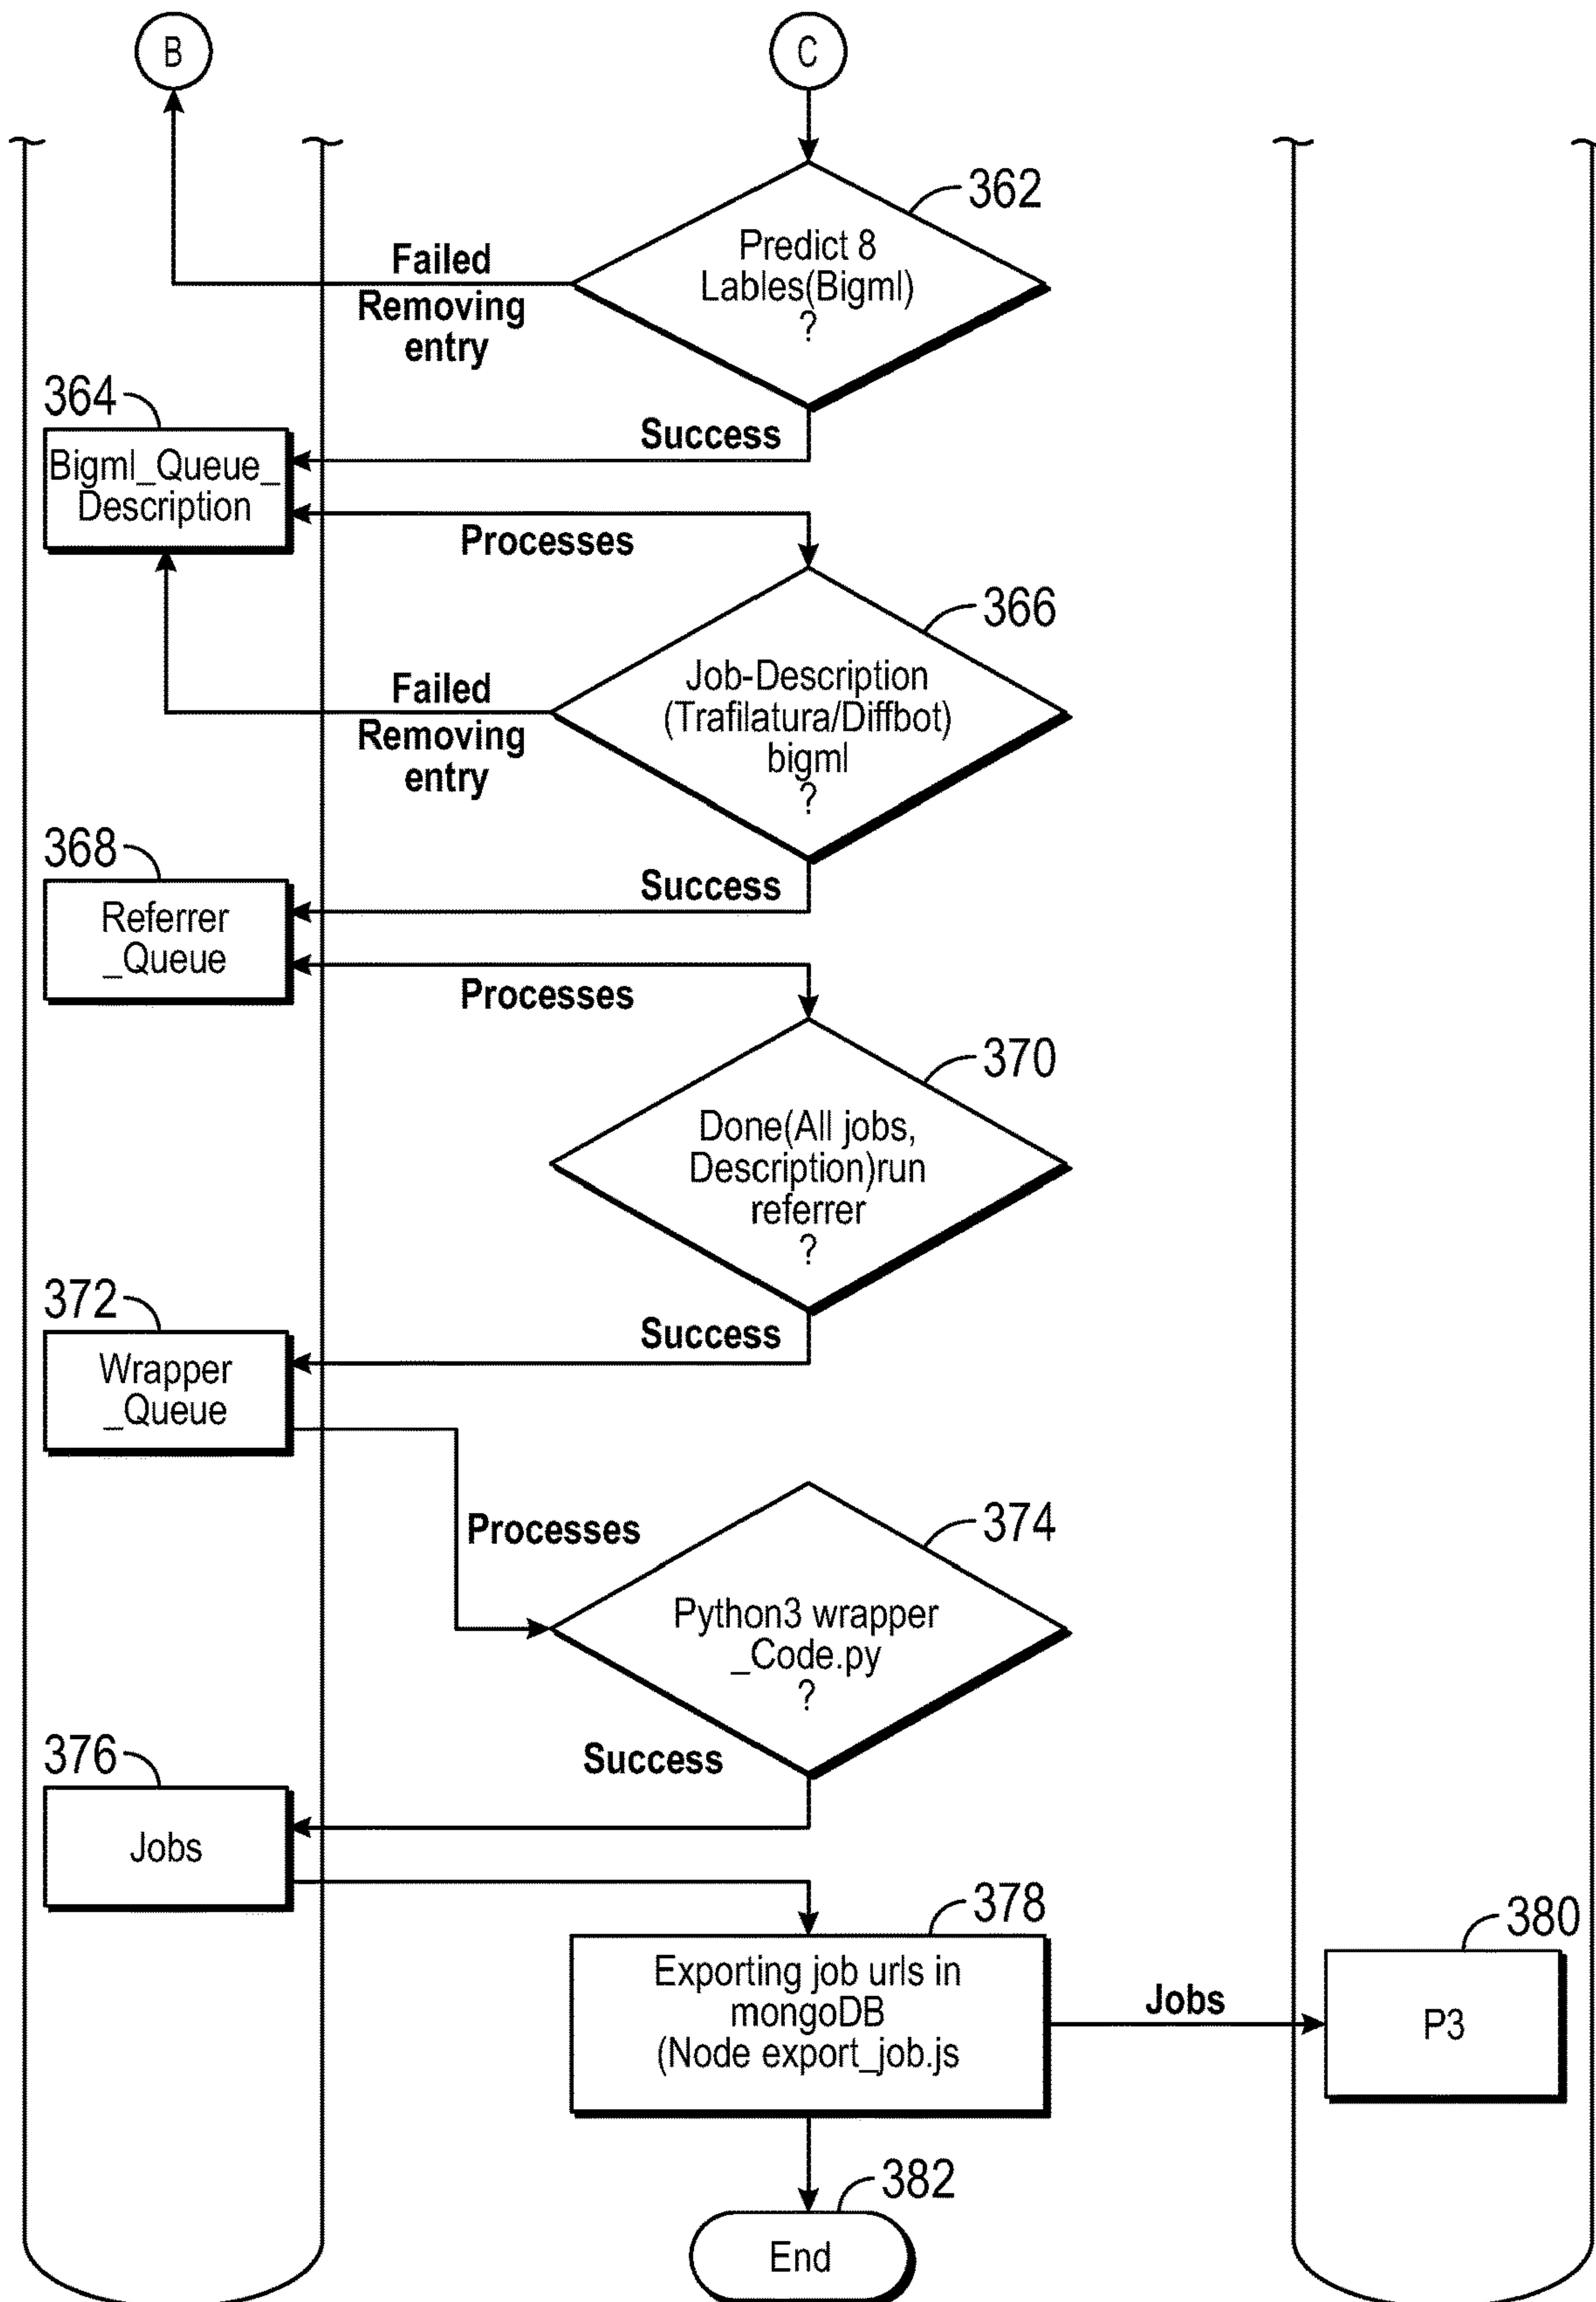 B
C
362
Predict 8
Lables(Bigml)
?
Failed
Removing
entry
364
Success
Bigml_Queue_
Description
Processes
366
Job-Description
(Trafilatura/Diffbot)
bigml
?
Failed
Removing
entry
368
Success
Referrer
_Queue
Processes
370
Done(All jobs,
Description)run
referrer
?
372
Success
Wrapper
_Queue
Processes
374
Python3 wrapper
_Code.py
?
376
Success
Jobs
378
Exporting job urls in
mongoDB
(Node export_job.js
Jobs
380
P3
382
End